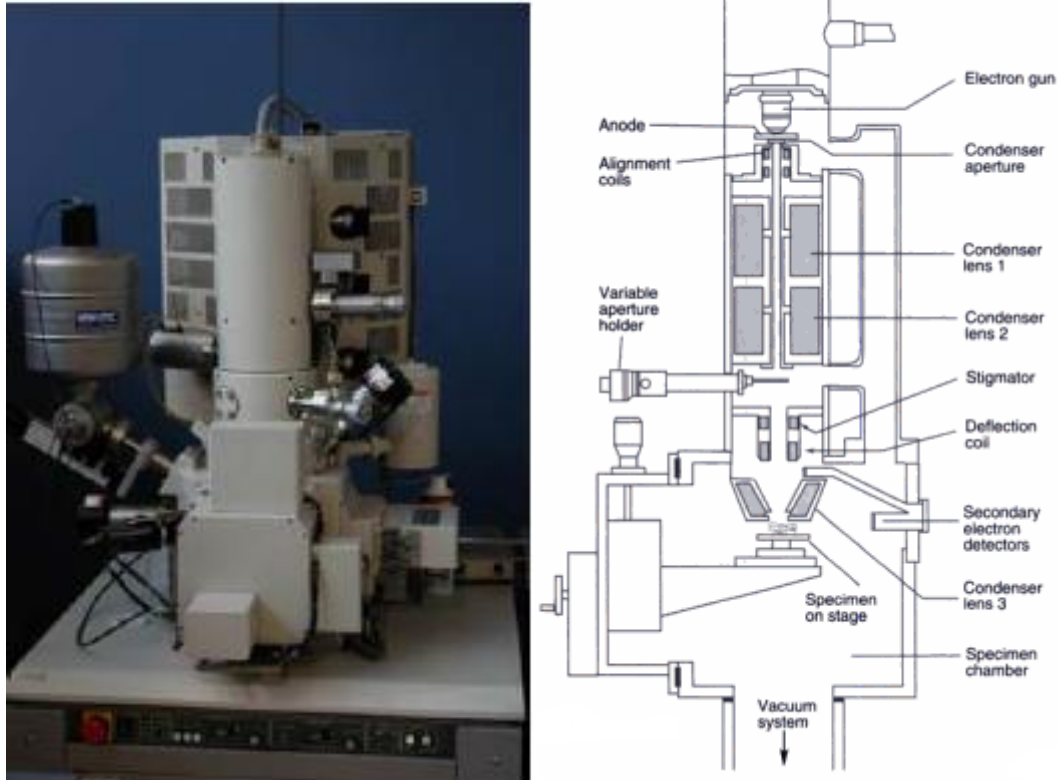 Electron gun
Anode
Condenser
aperture
Alignment
coils
Condenser
lens 1
Variable
aperture
holder
Condenser
lens 2
Stigmator
Deflection
coil
Secondary
electron
detectors
Specimen
on stage
Condenser
lens 3
Specimen
chamber
Vacuum
system